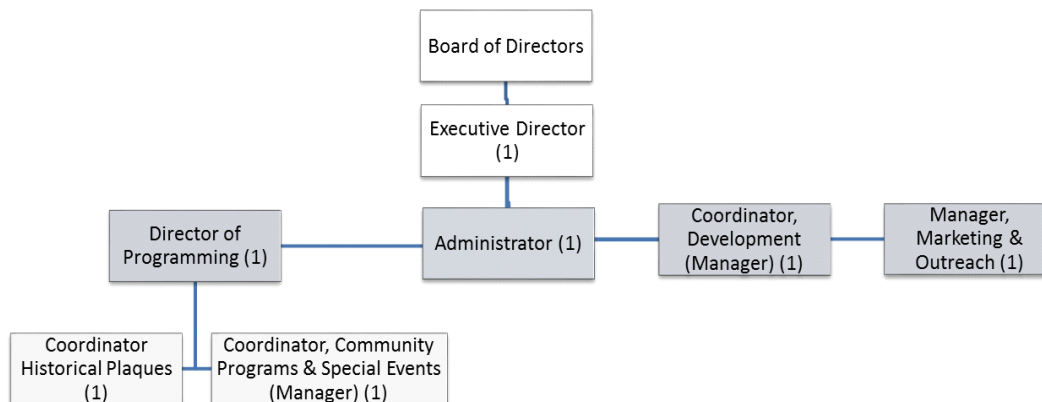 Board of Directors
Executive Director
(1)
Director of
Programming (1)
Administrator (1)
Coordinator,
Development
(Manager) (1)
Manager,
Marketing &
Outreach (1)
Coordinator
Historical Plaques
(1)
Coordinator, Community
Programs & Special Events
(Manager) (1)